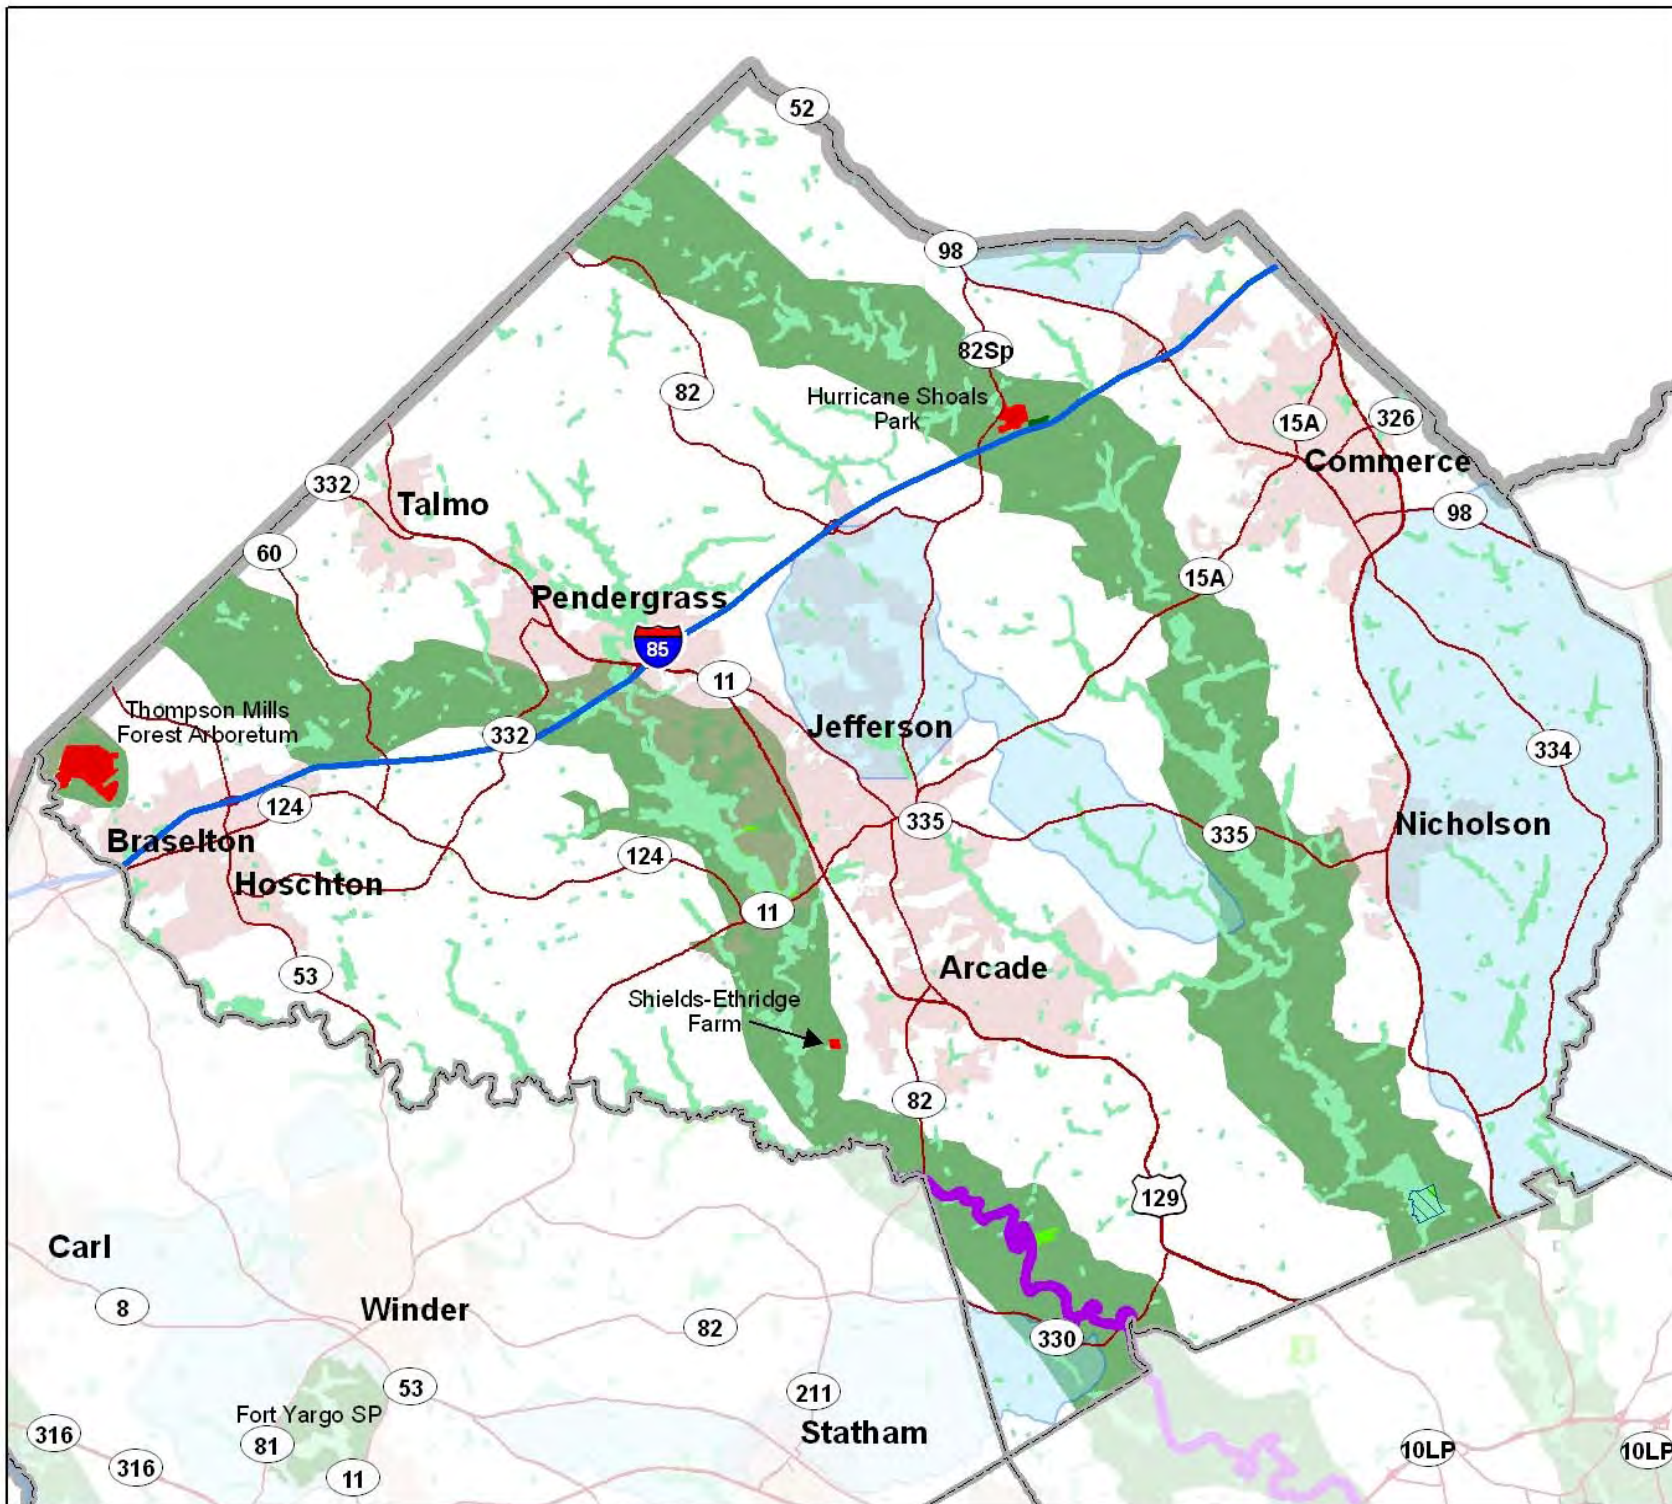 52
98
82Sp
82
Hurricane Shoals
Park
15A
326
Commerce
332
Talmo
98
60
15A
Pendergrass
85
11
Thompson Mills
Forest Arboretum
332
Jefferson
334
124
335
335
Nicholson
Braselton
124
Hoschton
11
53
Arcade
Shields-Ethridge
Farm
82
129
Carl
8
Winder
82
330
53
211
Fort Yargo SP
316
81
Statham
10LP
10LP
316
11